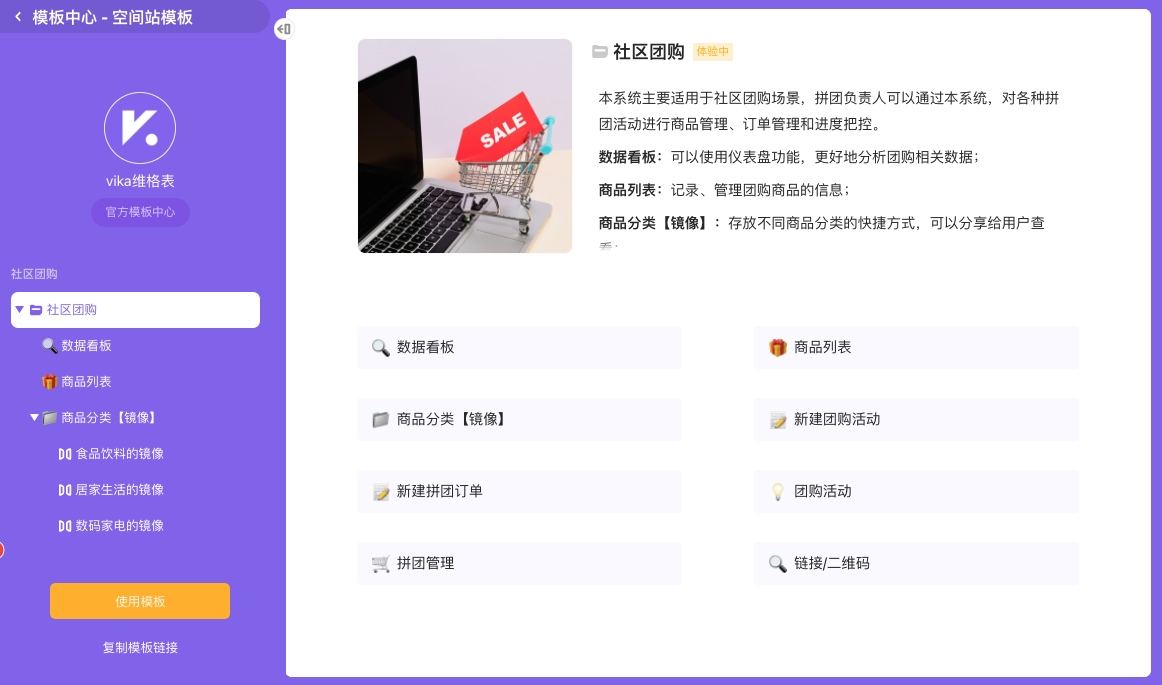 模板中心 - 空间站模板
vika维格表
官方模板中心
社区团购
社区团购
数据看板
商品列表
商品分类【镜像】
食品饮料的镜像
居家生活的镜像
数码家电的镜像
使用模板
复制模板链接
SALE
社区团购 体验中
本系统主要适用于社区团购场景，拼团负责人可以通过本系统，对各种拼
团活动进行商品管理、订单管理和进度把控。
数据看板：可以使用仪表盘功能，更好地分析团购相关数据；
商品列表：记录、管理团购商品的信息；
商品分类【镜像】：存放不同商品分类的快捷方式，可以分享给用户查
看；
数据看板
商品列表
商品分类【镜像】
新建团购活动
新建拼团订单
团购活动
拼团管理
链接/二维码